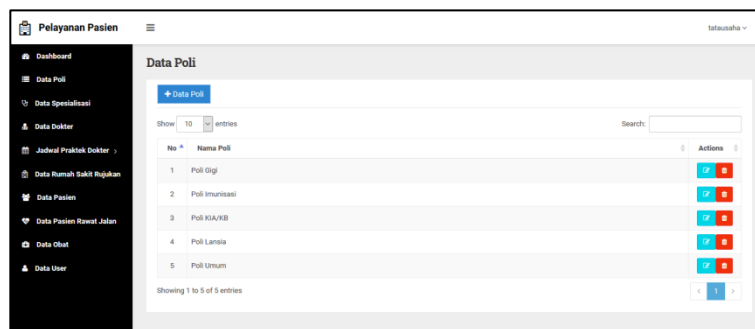 Pelayanan Pasien
tatausaha
Dashboard
Data Poli
Data Spesialisasi
Data Dokter
Jadwal Praktek Dokter
Data Rumah Sakit Rujukan
Data Pasien
Data Pasien Rawat Jalan
Data Obat
Data User
Data Poli
+ Data Poli
Show 10 entries
Search:
No Nama Poli Actions
1 Poli Gigi
2 Poli Imunisasi
3 Poli KIA/KB
4 Poli Lansia
5 Poli Umum
Showing 1 to 5 of 5 entries
< 1 >